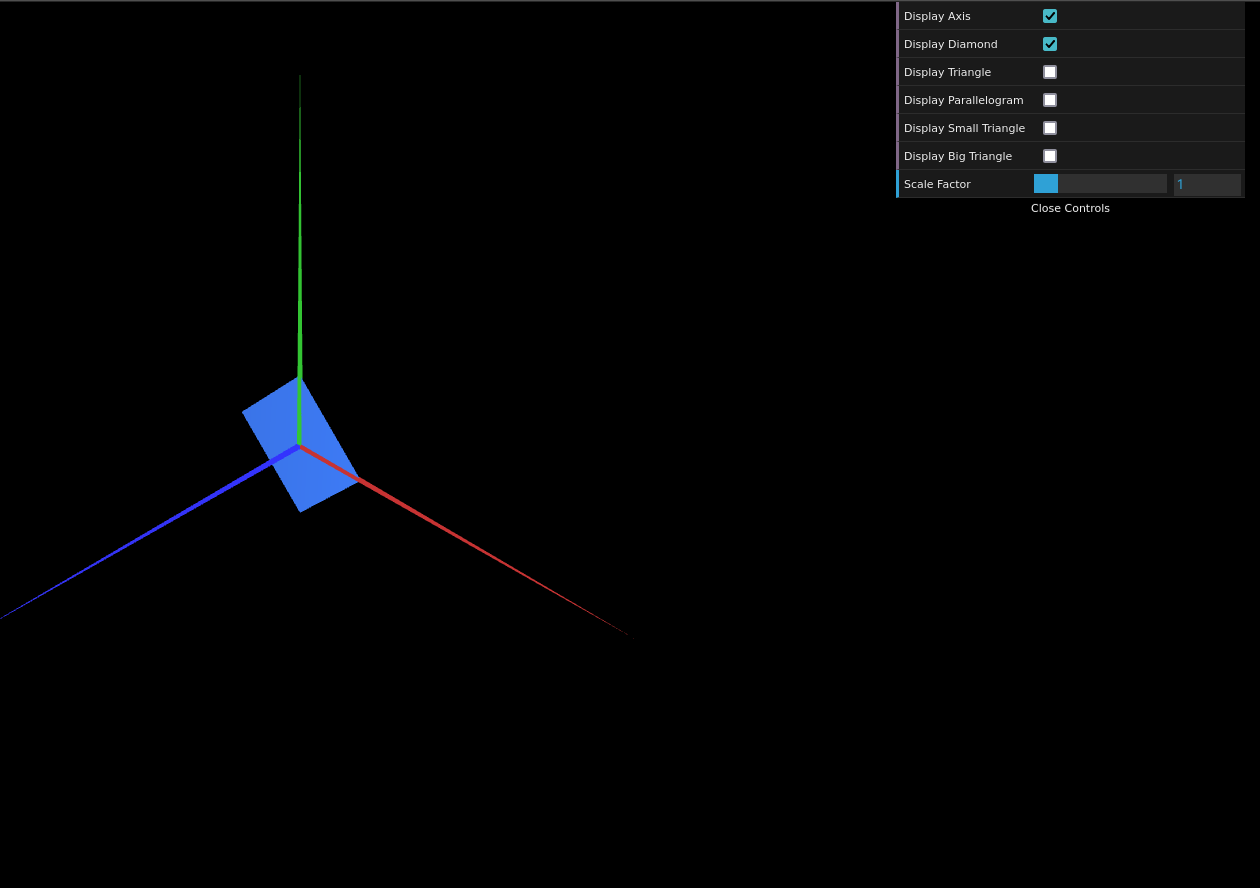 Display Axis
Display Diamond
Display Triangle
Display Parallelogram
Display Small Triangle
Display Big Triangle
Scale Factor 1
Close Controls